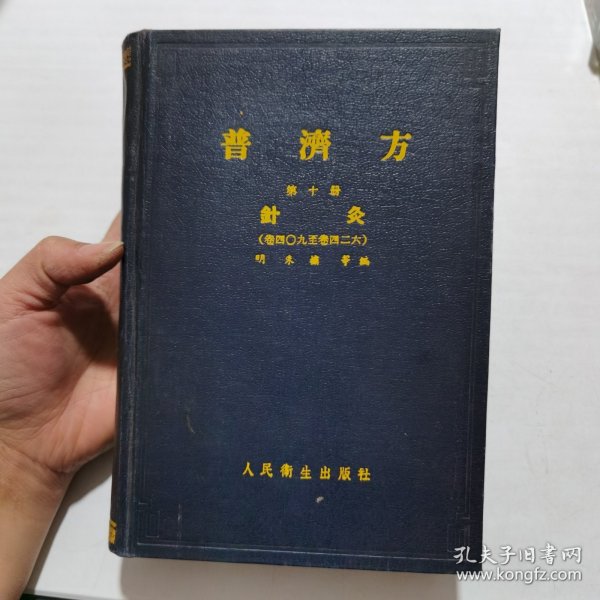 普濟方
第十册
針灸
(卷四〇九至卷四二六)
明 朱橚 等編
人民衛生出版社
孔夫子旧书网
www.kongfz.com